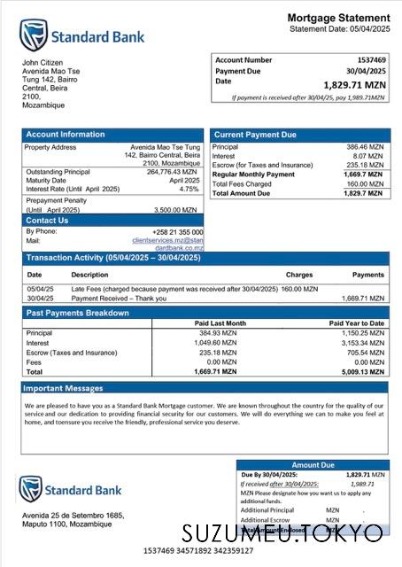 Mortgage Statement
Statement Date: 05/04/2025
Standard Bank
John Citizen
Avenida Mao Tse
Tung 142, Bairro
Central, Beira
2100,
Mozambique
Account Number 1537469
Payment Due 30/04/2025
Date
1,829.71 MZN
If payment is received after 30/04/25, pay 1,989.71MZN
Account Information
Property Address Avenida Mao Tse Tung
142, Bairro Central, Beira
2100, Mozambique
Outstanding Principal 264,776.43 MZN
Maturity Date April 2025
Interest Rate (Until April 2025) 4.75%
Prepayment Penalty
(Until April 2025) 3,500.00 MZN
Contact Us
By Phone: +258 21 355 000
Mail: clientservices.mz@stan
dardbank.co.mz
Current Payment Due
Principal 386.46 MZN
Interest 8.07 MZN
Escrow (for Taxes and Insurance) 235.18 MZN
Regular Monthly Payment 1,669.7 MZN
Total Fees Charged 160.00 MZN
Total Amount Due 1,829.7 MZN
Transaction Activity (05/04/2025 – 30/04/2025)
Date Description Charges Payments
05/04/25 Late Fees (charged because payment was received after 30/04/2025) 160.00 MZN
30/04/25 Payment Received – Thank you 1,669.71 MZN
Past Payments Breakdown
Paid Last Month Paid Year to Date
Principal 384.93 MZN 1,150.25 MZN
Interest 1,049.60 MZN 3,153.34 MZN
Escrow (Taxes and Insurance) 235.18 MZN 705.54 MZN
Fees 0.00 MZN 0.00 MZN
Total 1,669.71 MZN 5,009.13 MZN
Important Messages
We are pleased to have you as a Standard Bank Mortgage customer. We are known throughout the country for the quality of our
service and our dedication to providing financial security for our customers. We will do everything we can to make you feel at
home, and toensure you receive the friendly, professional service you deserve.
Standard Bank
Avenida 25 de Setembro 1685,
Maputo 1100, Mozambique
Amount Due
Due By 30/04/2025: 1,829.71 MZN
If received after 30/04/2025: 1,989.71
MZN Please designate how you want us to apply any
additional funds.
Additional Principal MZN
Additional Escrow MZN
Total Amount Enclosed MZN
SUZUMEU.TOKYO
1537469 34571892 342359127